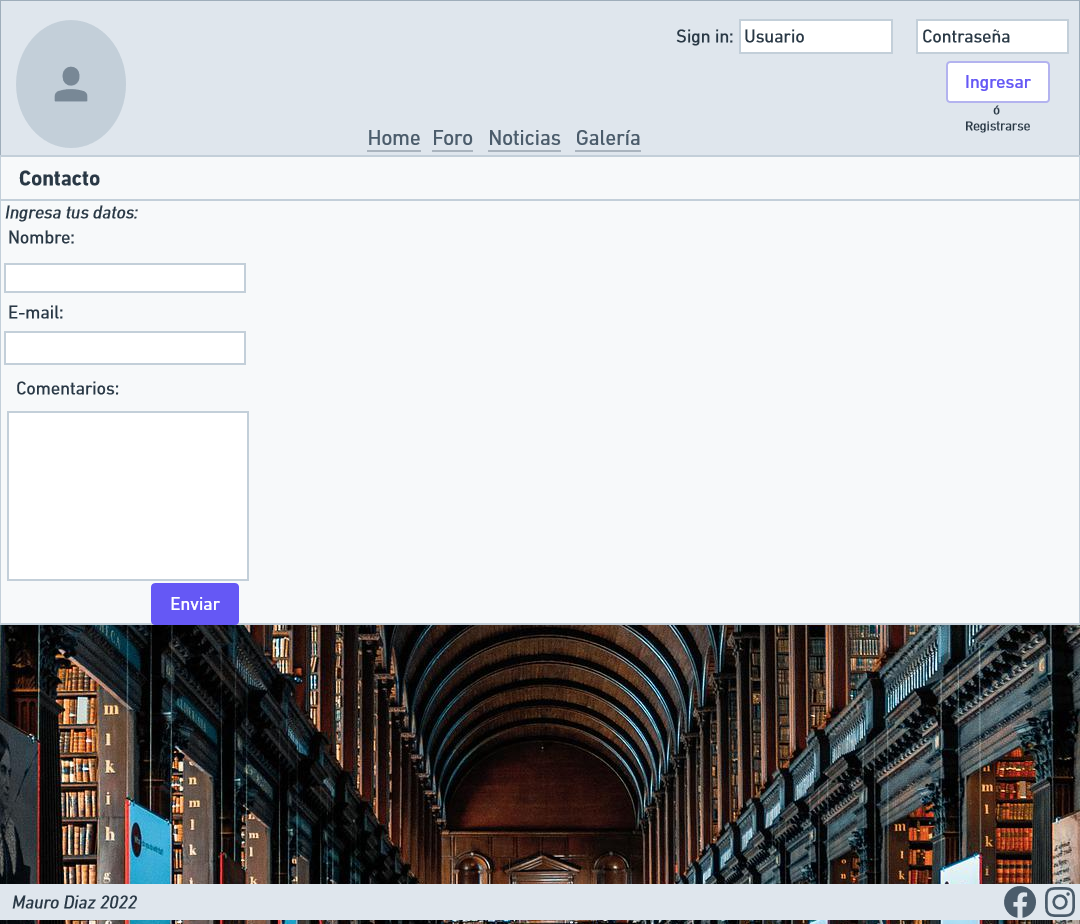 Sign in: Usuario Contraseña
Ingresar
ó
Registrarse
Home Foro Noticias Galería
Contacto
Ingresa tus datos:
Nombre:
E-mail:
Comentarios:
Enviar
m
l
k
i
h
g
n
m
l
k
m
l
m
l
k
i
m
l
k
Mauro Diaz 2022